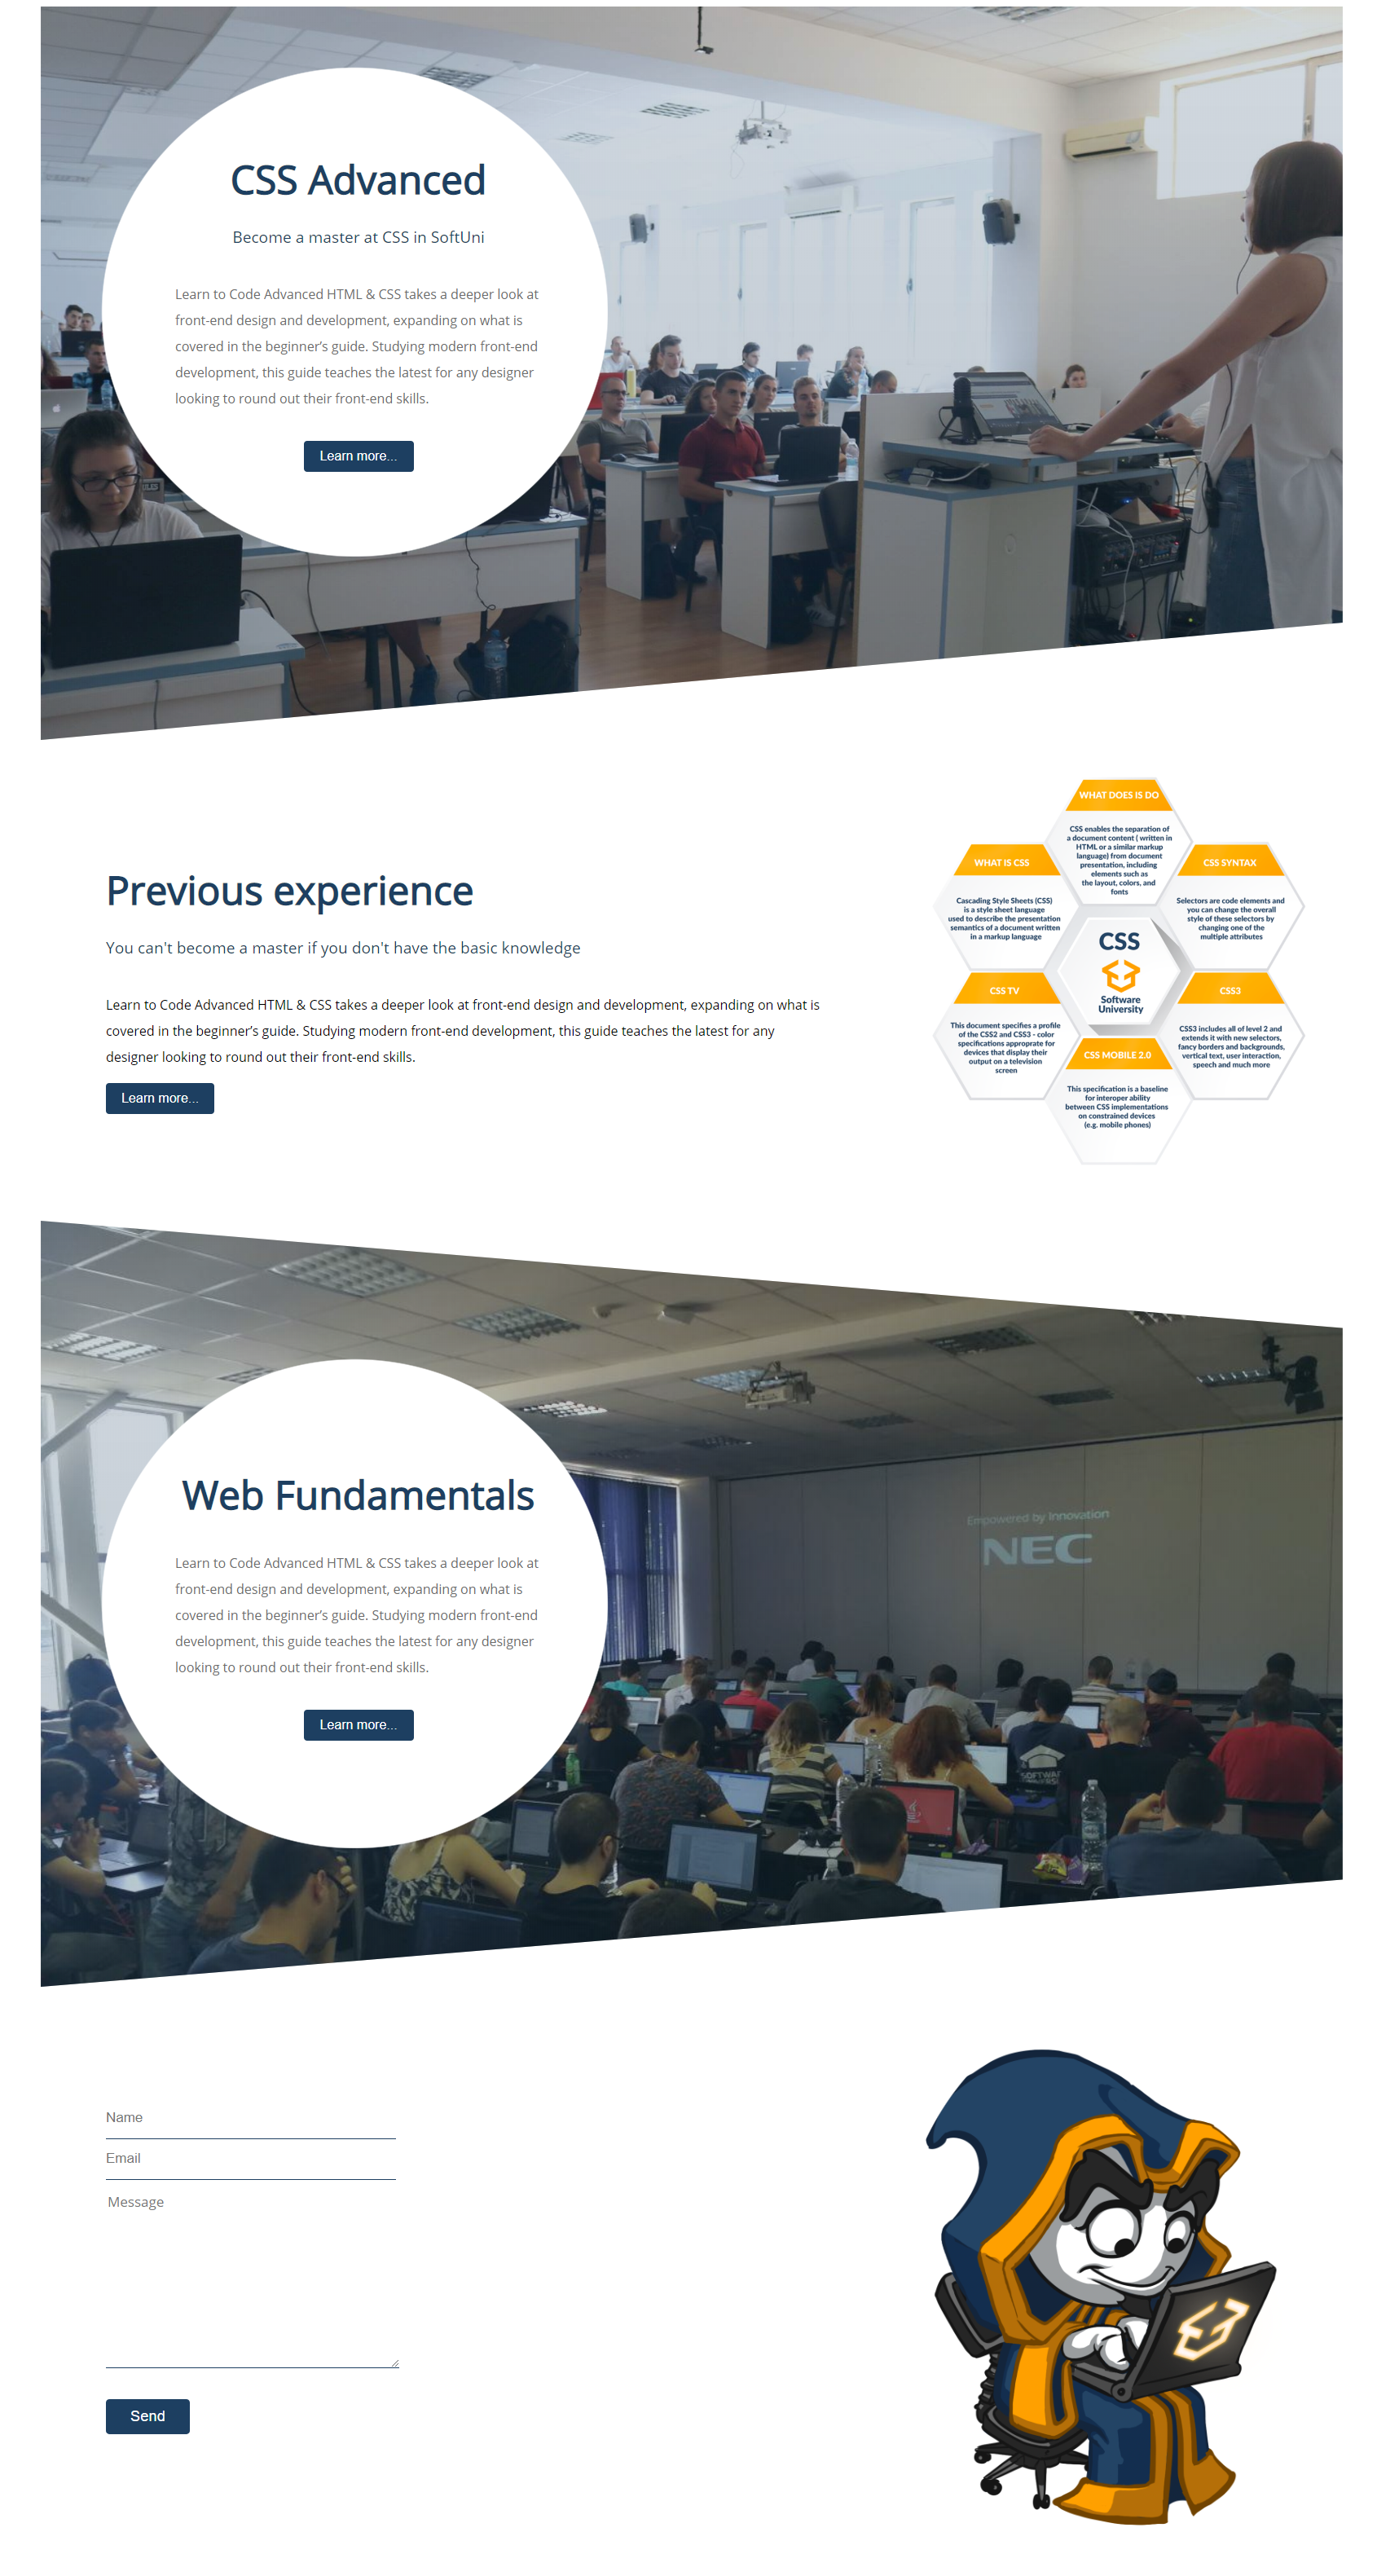 CSS Advanced
Become a master at CSS in SoftUni
Learn to Code Advanced HTML & CSS takes a deeper look at
front-end design and development, expanding on what is
covered in the beginner's guide. Studying modern front-end
development, this guide teaches the latest for any designer
looking to round out their front-end skills.
Learn more...
Previous experience
You can't become a master if you don't have the basic knowledge
Learn to Code Advanced HTML & CSS takes a deeper look at front-end design and development, expanding on what is
covered in the beginner's guide. Studying modern front-end development, this guide teaches the latest for any
designer looking to round out their front-end skills.
Learn more...
WHAT DOES IS DO
CSS enables the separation of
a document content ( written in
HTML or a similar markup
language) from document
presentation, including
elements such as
the layout, colors, and
fonts
WHAT IS CSS
Cascading Style Sheets (CSS)
is a style sheet language
used to describe the presentation
semantics of a document written
in a markup language
CSS SYNTAX
Selectors are code elements and
you can change the overall
style of these selectors by
changing one of the
multiple attributes
CSS
Software
University
CSS TV
This document specifies a profile
of the CSS2 and CSS3 - color
specifications approprate for
devices that display their
output on a television
screen
CSS3
CSS3 includes all of level 2 and
extends it with new selectors,
fancy borders and backgrounds,
vertical text, user interaction,
speech and much more
CSS MOBILE 2.0
This specification is a baseline
for interoper ability
between CSS implementations
on constrained devices
(e.g. mobile phones)
Web Fundamentals
Learn to Code Advanced HTML & CSS takes a deeper look at
front-end design and development, expanding on what is
covered in the beginner's guide. Studying modern front-end
development, this guide teaches the latest for any designer
looking to round out their front-end skills.
Learn more...
Empowered by Innovation
NEC
Name
Email
Message
Send